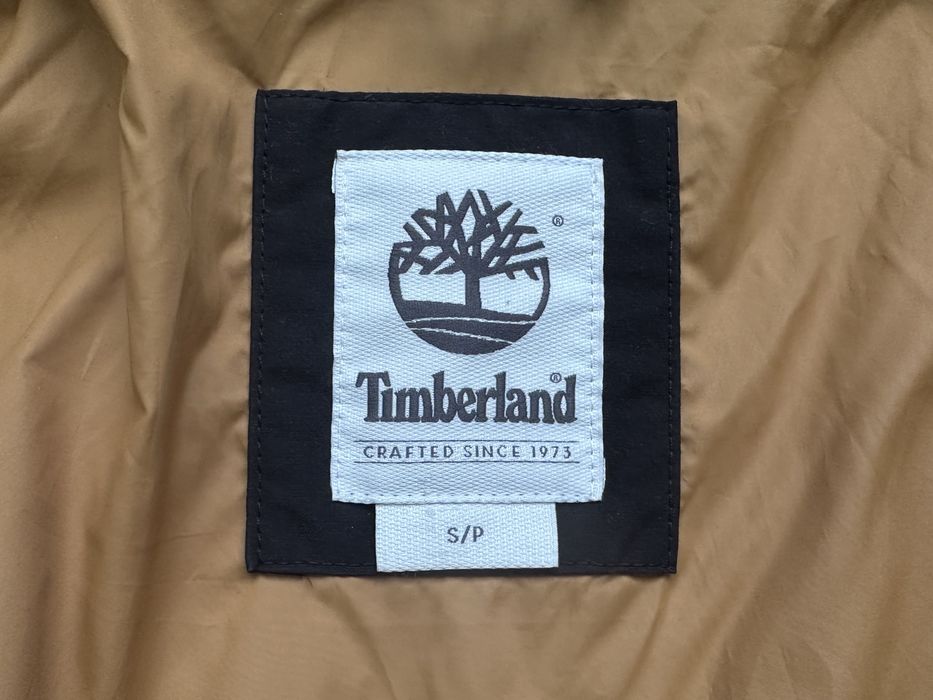 ®
Timberland®
CRAFTED SINCE 1973
S/P